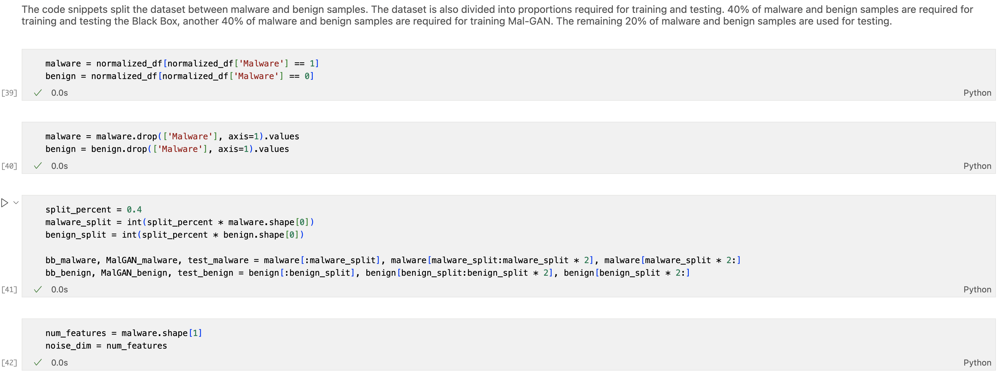 The code snippets split the dataset between malware and benign samples. The dataset is also divided into proportions required for training and testing. 40% of malware and benign samples are required for
training and testing the Black Box, another 40% of malware and benign samples are required for training Mal-GAN. The remaining 20% of malware and benign samples are used for testing.
malware = normalized_df[normalized_df['Malware'] == 1]
benign = normalized_df[normalized_df['Malware'] == 0]
[39] 0.0s Python
malware = malware.drop(['Malware'], axis=1).values
benign = benign.drop(['Malware'], axis=1).values
[40] 0.0s Python
split_percent = 0.4
malware_split = int(split_percent * malware.shape[0])
benign_split = int(split_percent * benign.shape[0])
bb_malware, MalGAN_malware, test_malware = malware[:malware_split], malware[malware_split:malware_split * 2], malware[malware_split * 2:]
bb_benign, MalGAN_benign, test_benign = benign[:benign_split], benign[benign_split:benign_split * 2], benign[benign_split * 2:]
[41] 0.0s Python
num_features = malware.shape[1]
noise_dim = num_features
[42] 0.0s Python